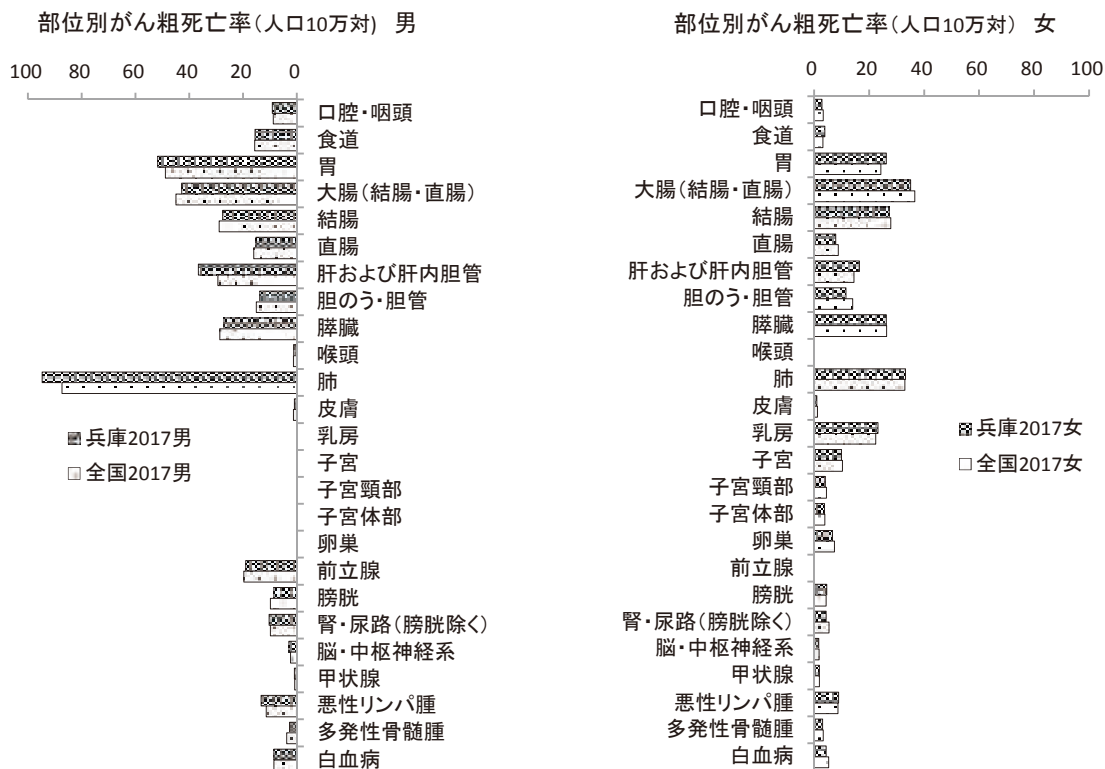 部位別がん粗死亡率(人口10万対) 男
100 80 60 40 20 0
口腔・咽頭
食道
胃
大腸(結腸・直腸)
結腸
直腸
肝および肝内胆管
胆のう・胆管
膵臓
喉頭
肺
皮膚
乳房
子宮
子宮頸部
子宮体部
卵巣
前立腺
膀胱
腎・尿路(膀胱除く)
脳・中枢神経系
甲状腺
悪性リンパ腫
多発性骨髄腫
白血病
兵庫2017男
全国2017男
部位別がん粗死亡率(人口10万対) 女
0 20 40 60 80 100
口腔・咽頭
食道
胃
大腸(結腸・直腸)
結腸
直腸
肝および肝内胆管
胆のう・胆管
膵臓
喉頭
肺
皮膚
乳房
子宮
子宮頸部
子宮体部
卵巣
前立腺
膀胱
腎・尿路(膀胱除く)
脳・中枢神経系
甲状腺
悪性リンパ腫
多発性骨髄腫
白血病
兵庫2017女
全国2017女